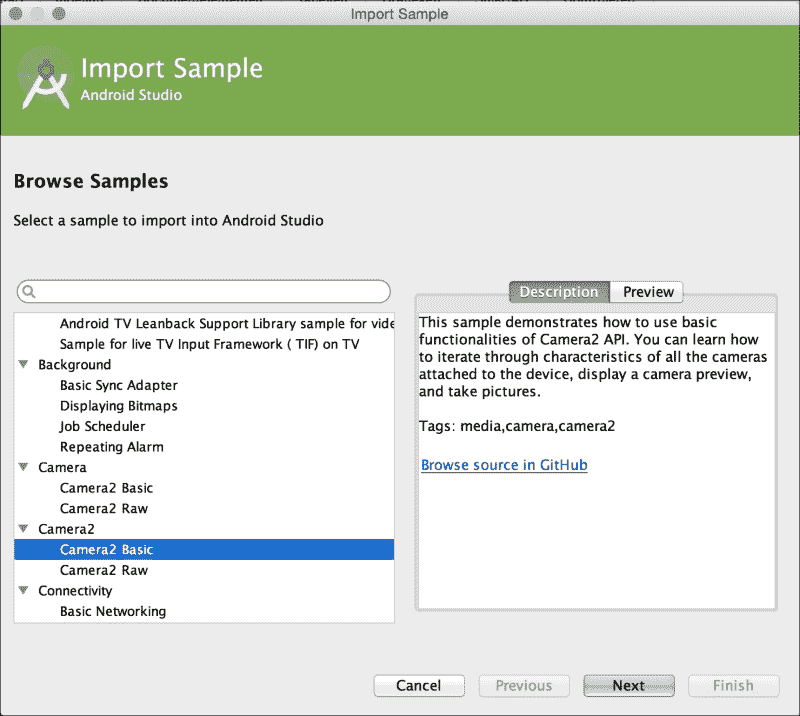 Import Sample
Import Sample
Android Studio
Browse Samples
Select a sample to import into Android Studio
Android TV Leanback Support Library sample for vide
Sample for live TV Input Framework ( TIF) on TV
Background
Basic Sync Adapter
Displaying Bitmaps
Job Scheduler
Repeating Alarm
Camera
Camera2 Basic
Camera2 Raw
Camera2
Camera2 Basic
Camera2 Raw
Connectivity
Basic Networking
Description Preview
This sample demonstrates how to use basic
functionalities of Camera2 API. You can learn how
to iterate through characteristics of all the cameras
attached to the device, display a camera preview,
and take pictures.
Tags: media,camera,camera2
Browse source in GitHub
Cancel Previous Next Finish